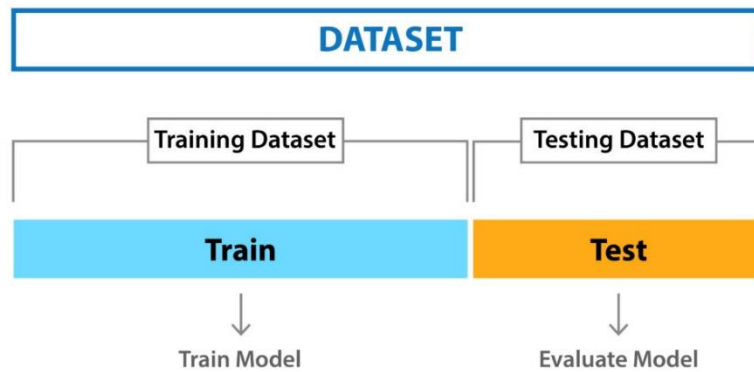 DATASET
Training Dataset
Testing Dataset
Train
Test
Train Model
Evaluate Model